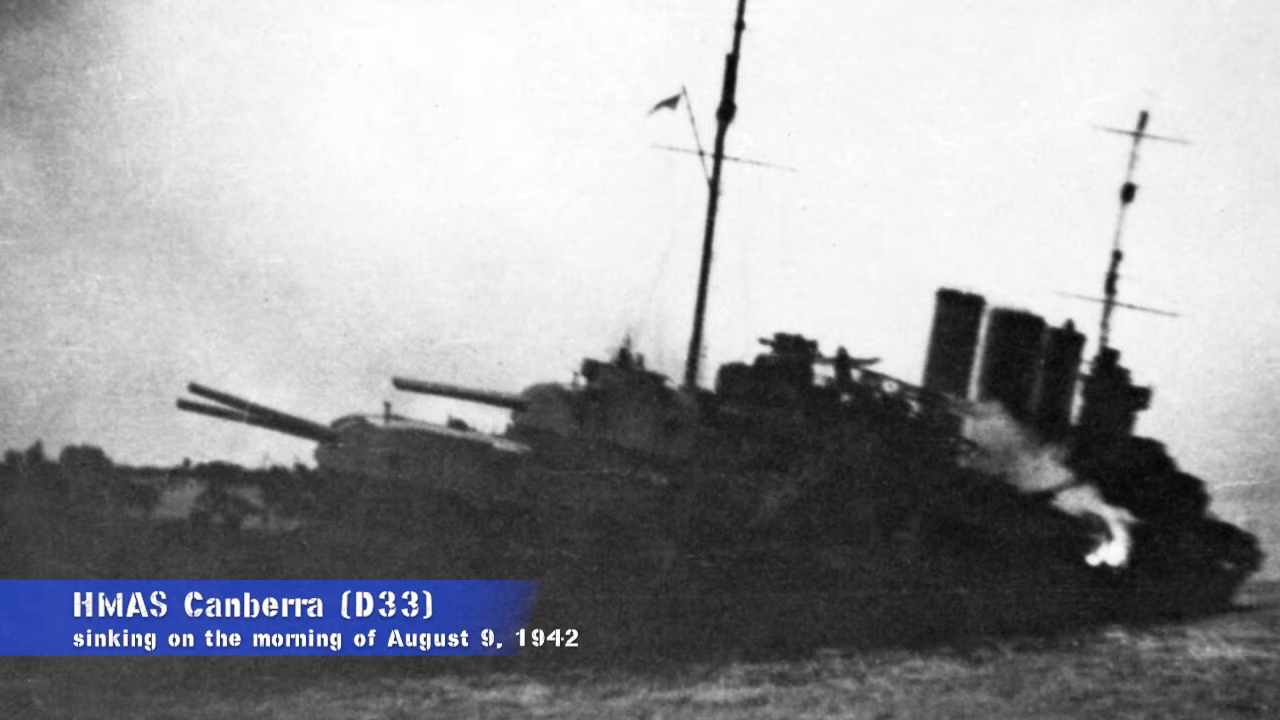 HMAS Canberra (D33)
sinking on the morning of August 9, 1942